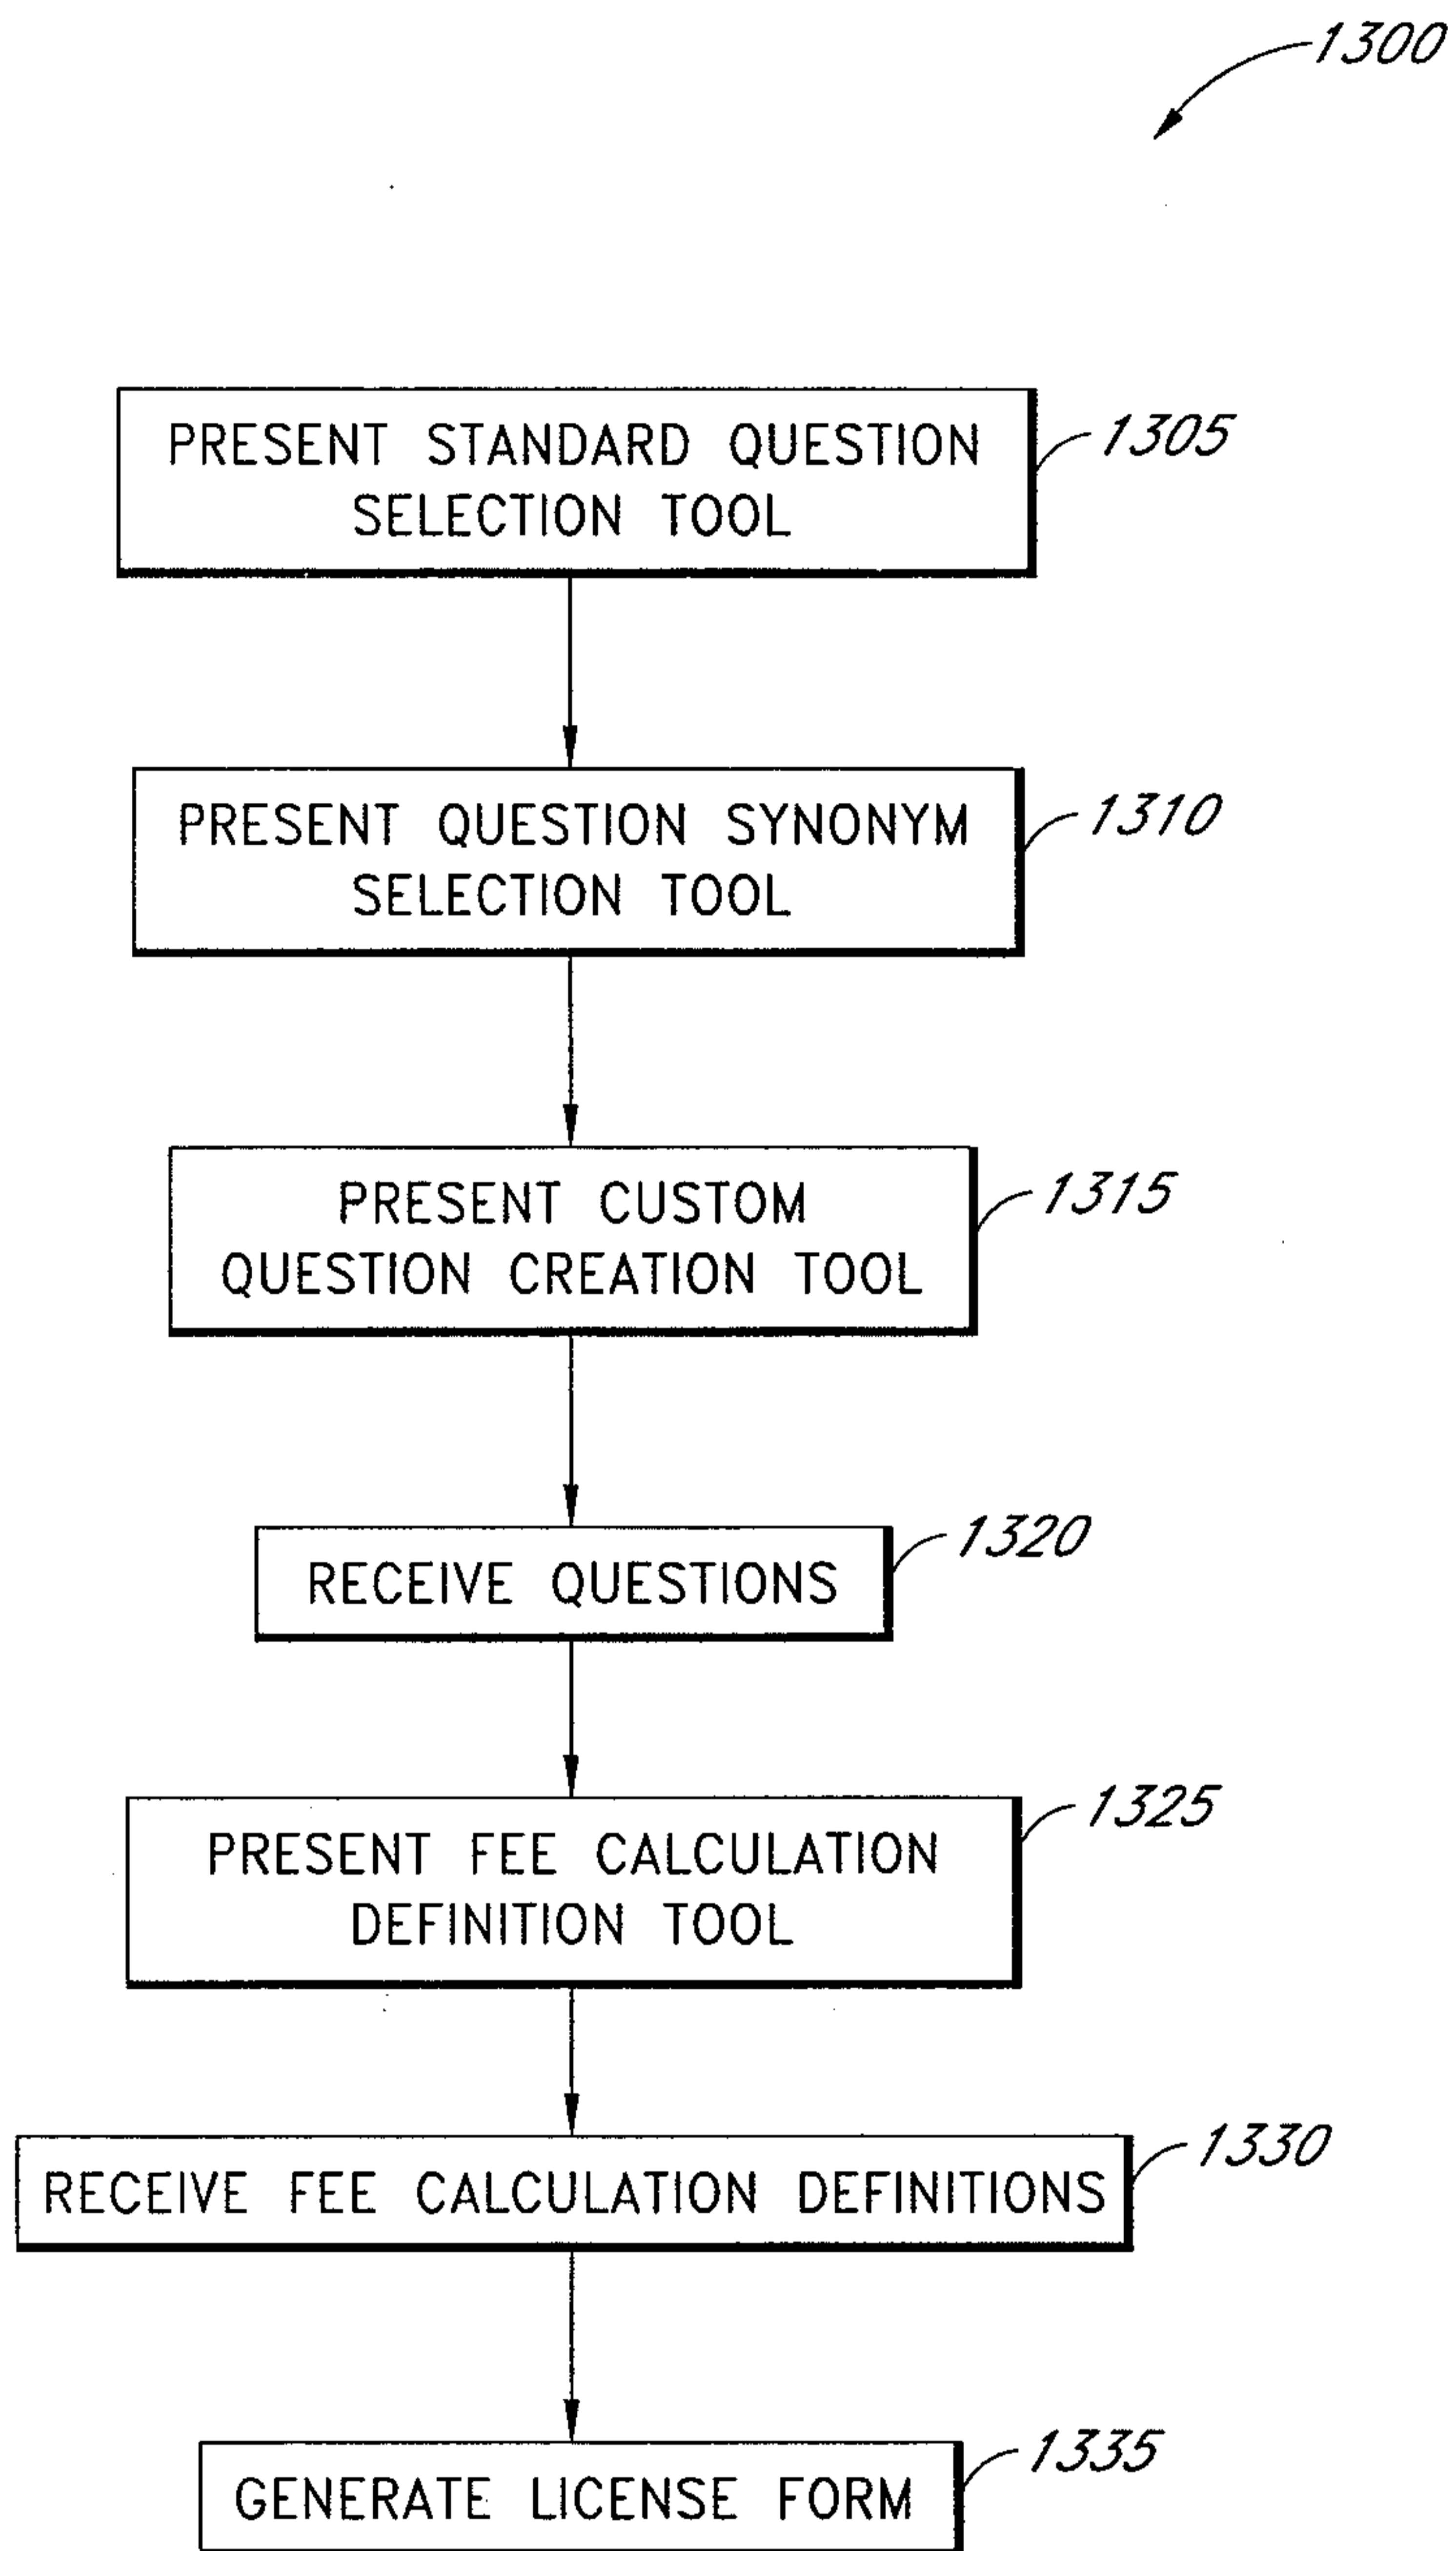 1300
PRESENT STANDARD QUESTION
SELECTION TOOL
1305
PRESENT QUESTION SYNONYM
SELECTION TOOL
1310
PRESENT CUSTOM
QUESTION CREATION TOOL
1315
RECEIVE QUESTIONS
1320
PRESENT FEE CALCULATION
DEFINITION TOOL
1325
RECEIVE FEE CALCULATION DEFINITIONS
1330
GENERATE LICENSE FORM
1335